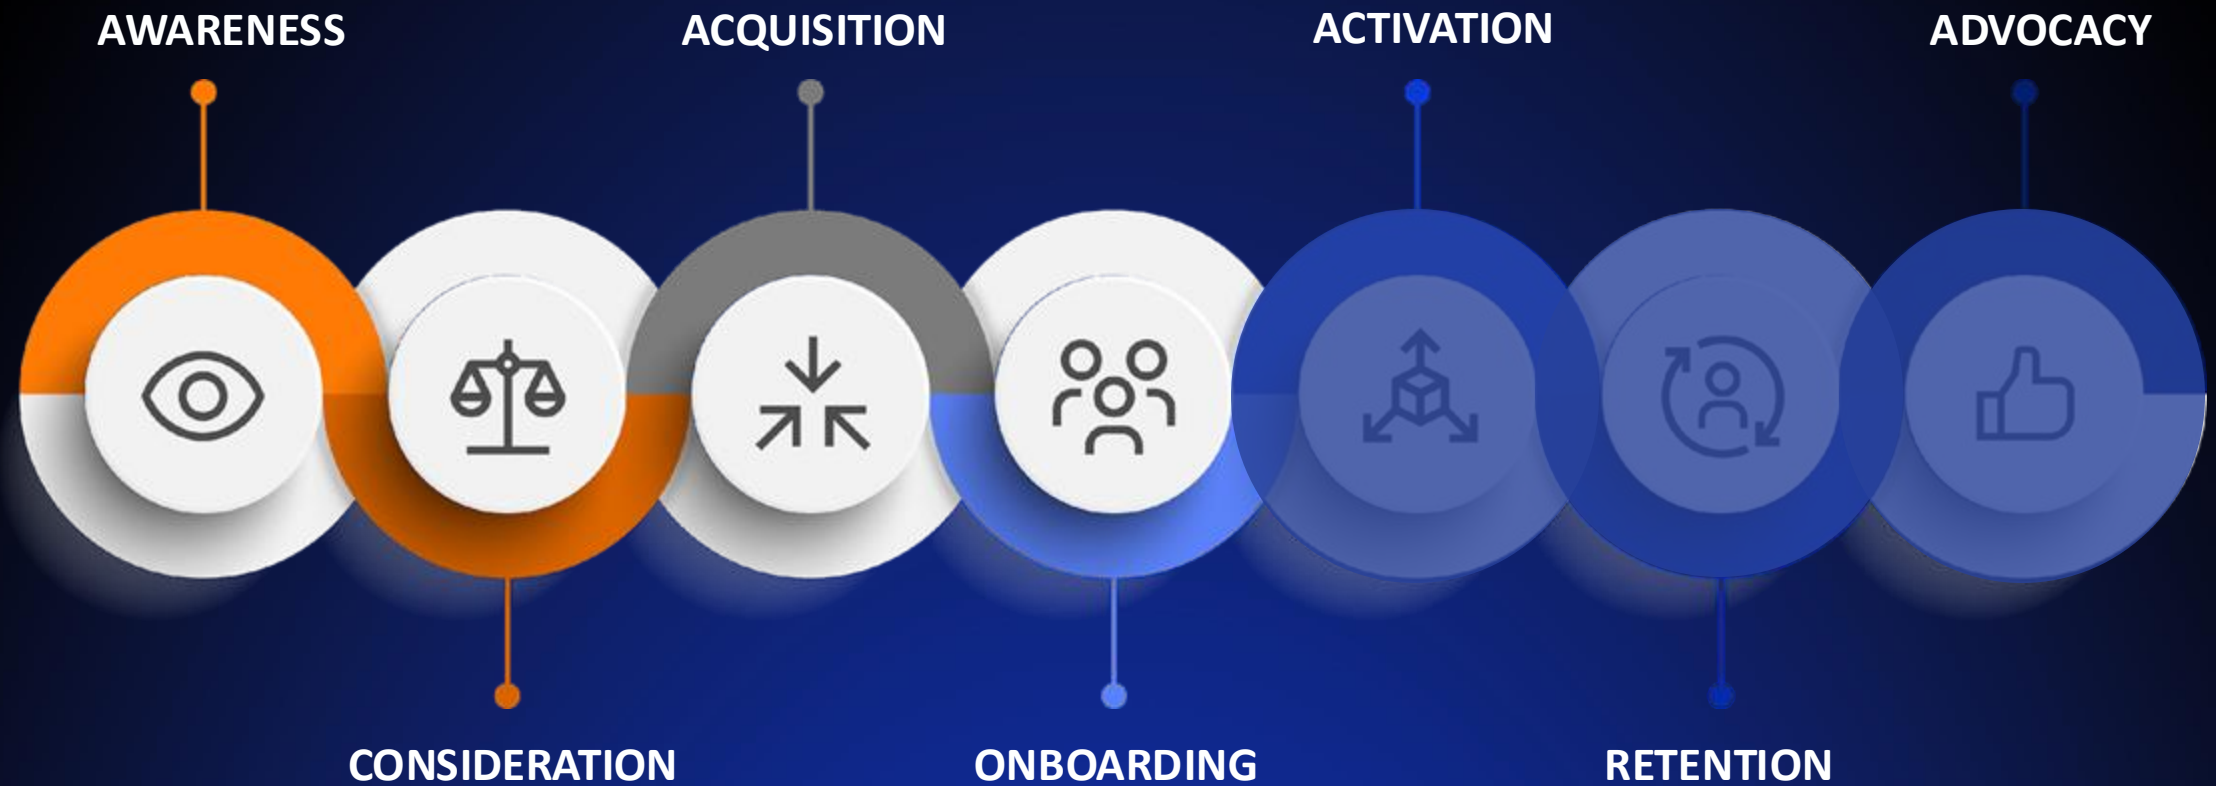 AWARENESS
CONSIDERATION
ACQUISITION
ONBOARDING
ACTIVATION
RETENTION
ADVOCACY